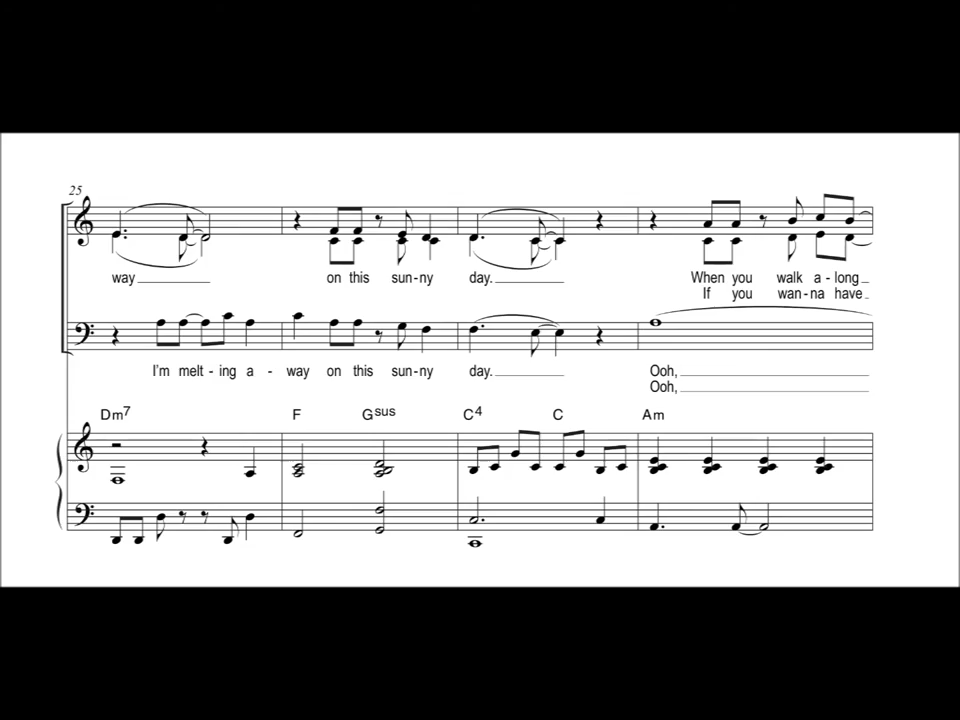 25
way on this sun-ny day. When you walk a-long
If you wan-na have
I'm melt-ing a-way on this sun-ny day. Ooh,
Ooh,
Dm7 F Gsus C4 C Am